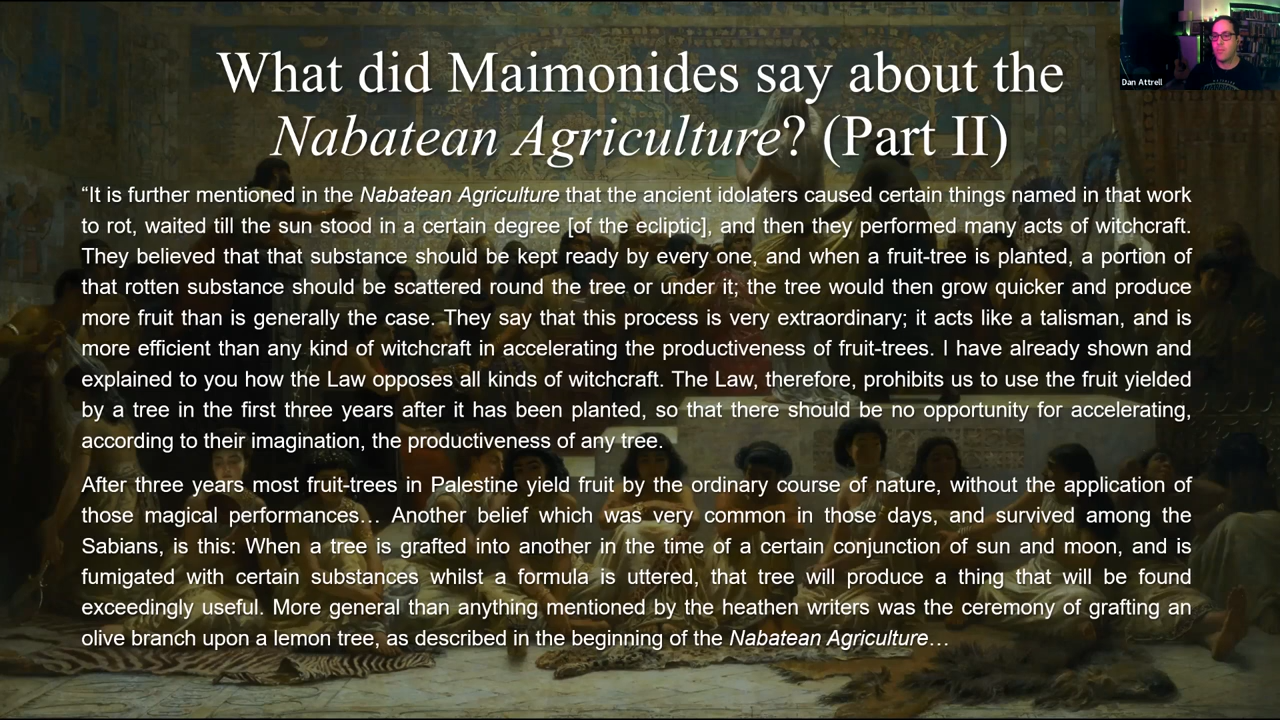 What did Maimonides say about the
Nabatean Agriculture? (Part II)
Dan Attrell
“It is further mentioned in the Nabatean Agriculture that the ancient idolaters caused certain things named in that work
to rot, waited till the sun stood in a certain degree [of the ecliptic], and then they performed many acts of witchcraft.
They believed that that substance should be kept ready by every one, and when a fruit-tree is planted, a portion of
that rotten substance should be scattered round the tree or under it; the tree would then grow quicker and produce
more fruit than is generally the case. They say that this process is very extraordinary; it acts like a talisman, and is
more efficient than any kind of witchcraft in accelerating the productiveness of fruit-trees. I have already shown and
explained to you how the Law opposes all kinds of witchcraft. The Law, therefore, prohibits us to use the fruit yielded
by a tree in the first three years after it has been planted, so that there should be no opportunity for accelerating,
according to their imagination, the productiveness of any tree.
After three years most fruit-trees in Palestine yield fruit by the ordinary course of nature, without the application of
those magical performances… Another belief which was very common in those days, and survived among the
Sabians, is this: When a tree is grafted into another in the time of a certain conjunction of sun and moon, and is
fumigated with certain substances whilst a formula is uttered, that tree will produce a thing that will be found
exceedingly useful. More general than anything mentioned by the heathen writers was the ceremony of grafting an
olive branch upon a lemon tree, as described in the beginning of the Nabatean Agriculture…